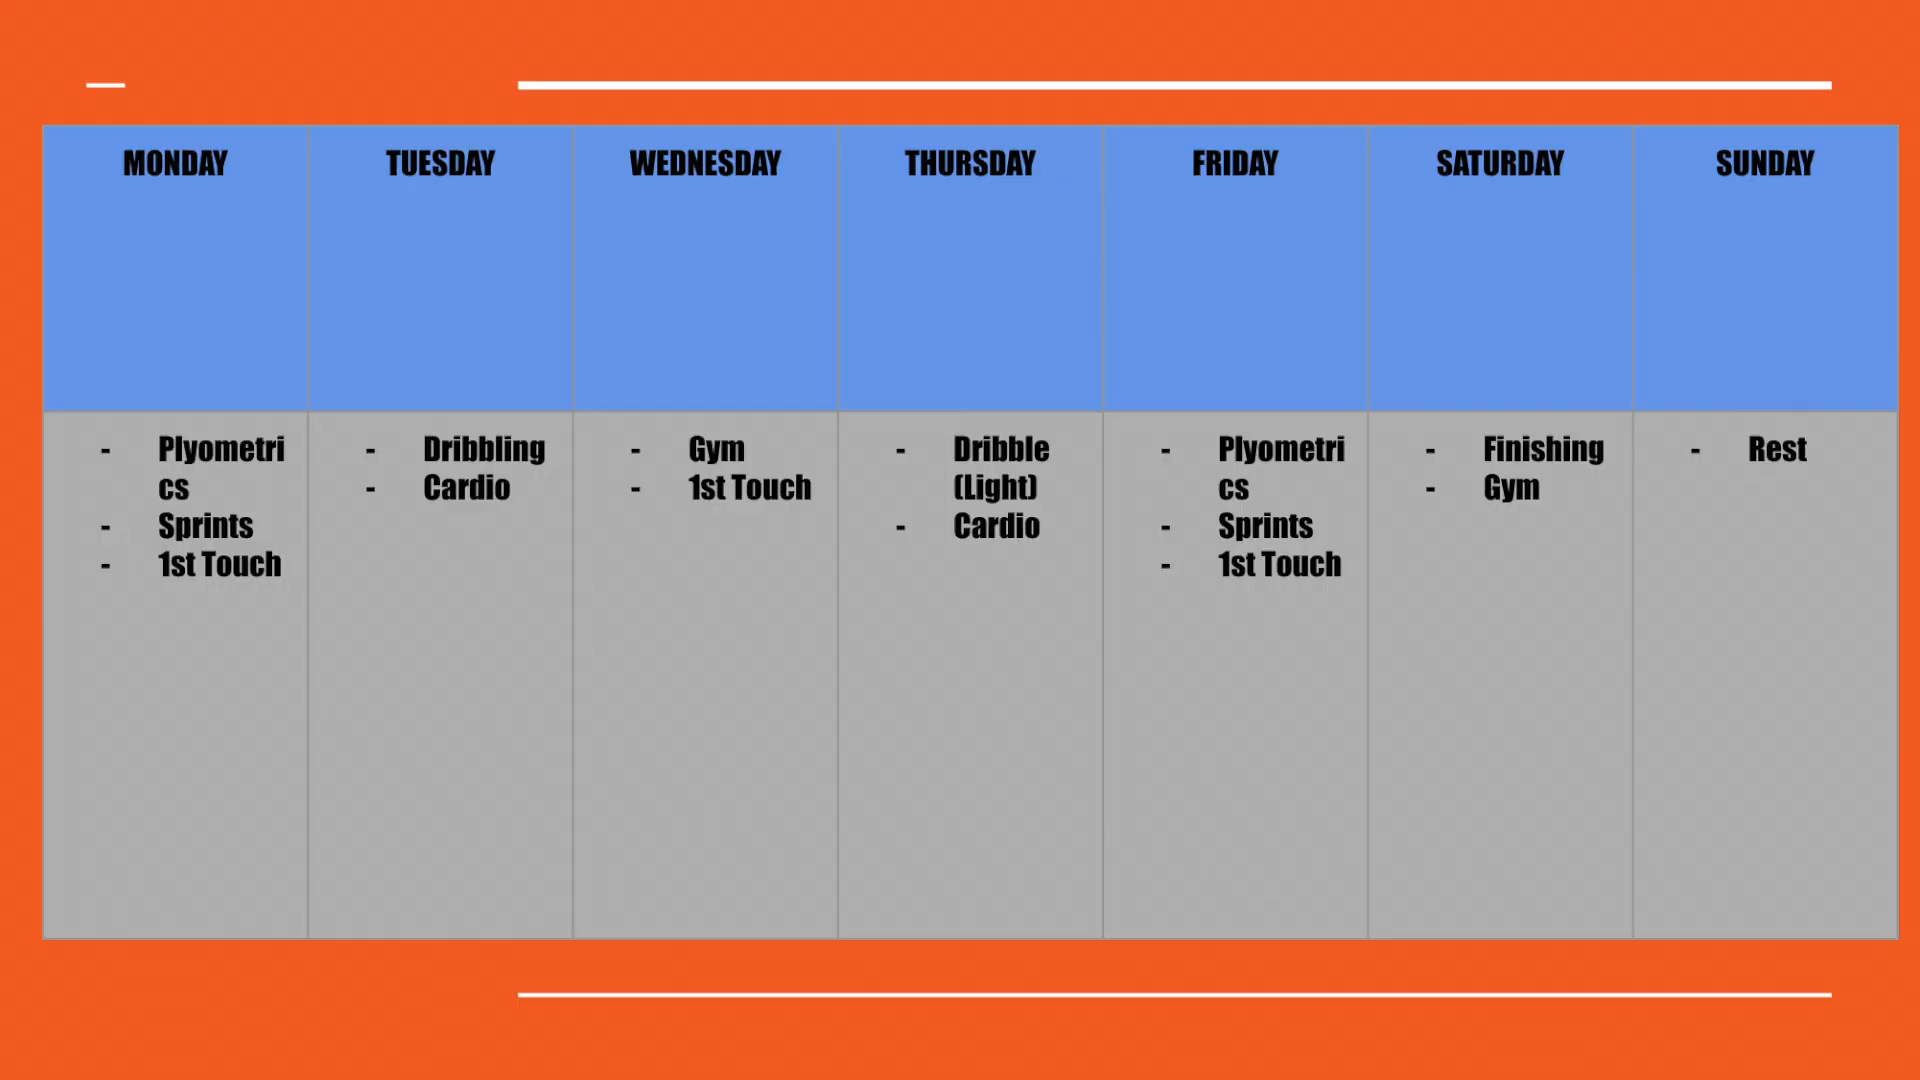 MONDAY
TUESDAY
WEDNESDAY
THURSDAY
FRIDAY
SATURDAY
SUNDAY
- Plyometri
cs
- Sprints
- 1st Touch
- Dribbling
- Cardio
- Gym
- 1st Touch
- Dribble
(Light)
- Cardio
- Plyometri
cs
- Sprints
- 1st Touch
- Finishing
- Gym
- Rest